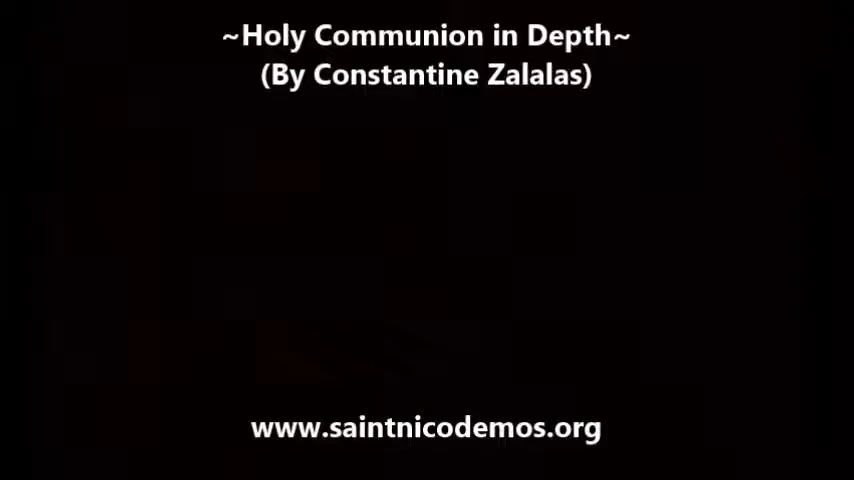 ~Holy Communion in Depth~
(By Constantine Zalalas)
www.saintnicodemos.org